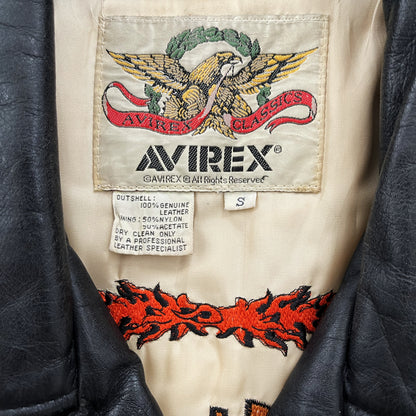 AVIREX CLASSICS
AVIREX®
©AVIREX ® All Rights Reserved
S
OUTSHELL:
100% GENUINE
LEATHER
LINING: 50% NYLON
50% ACETATE
DRY CLEAN ONLY
BY A PROFESSIONAL
LEATHER SPECIALIST